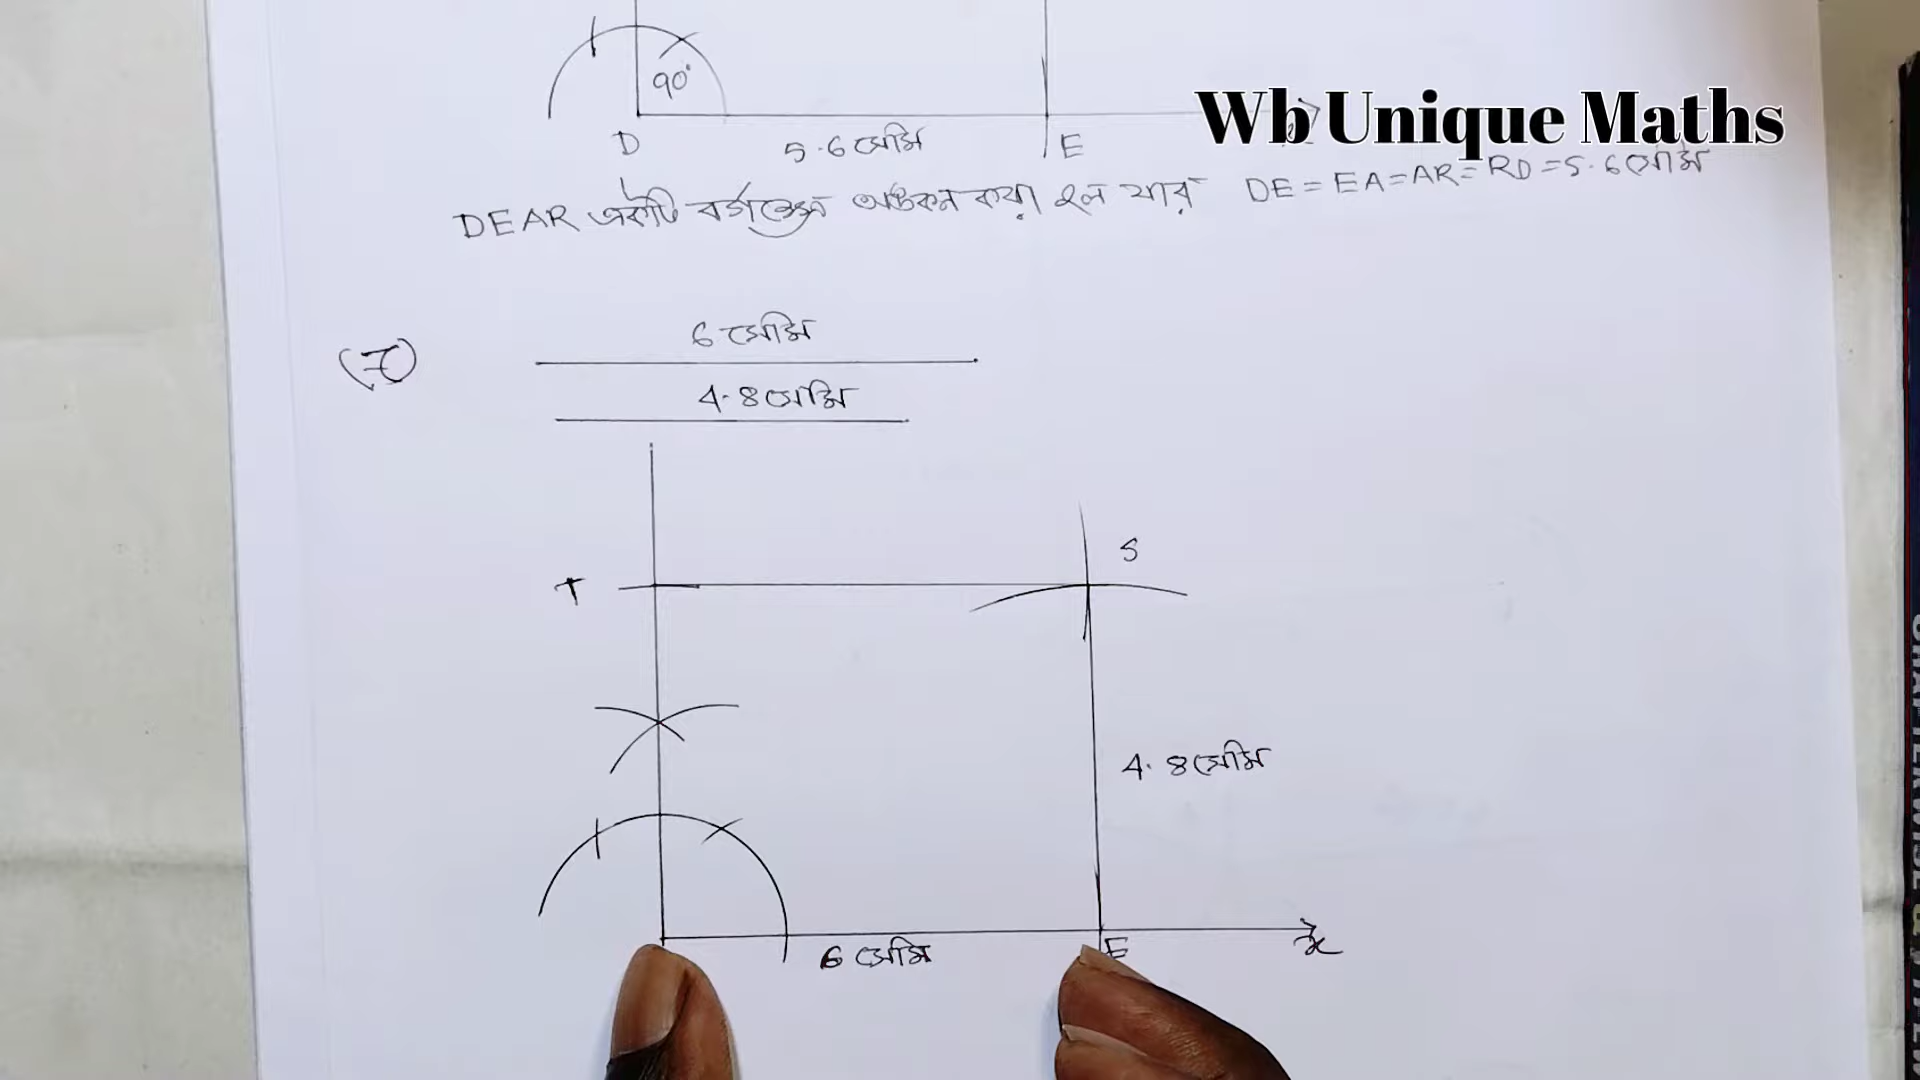 90°
Wb Unique Maths
D 5.6 সেমি E
DEAR একটি বর্গক্ষেত্র অঙ্কন করা হল যার DE = EA = AR = RD = 5.6 সেমি
6 সেমি
4.8 সেমি
T S
4.8 সেমি
6 সেমি E x